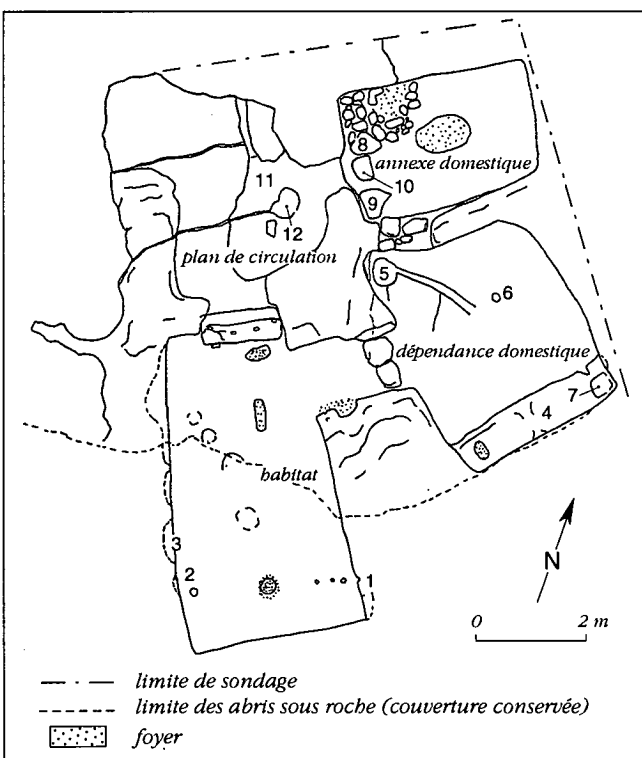 8
annexe domestique
11
10
9
12
plan de circulation
5
6
dépendance domestique
7
4
habitat
3
2
1
N
0 2 m
limite de sondage
limite des abris sous roche (couverture conservée)
foyer